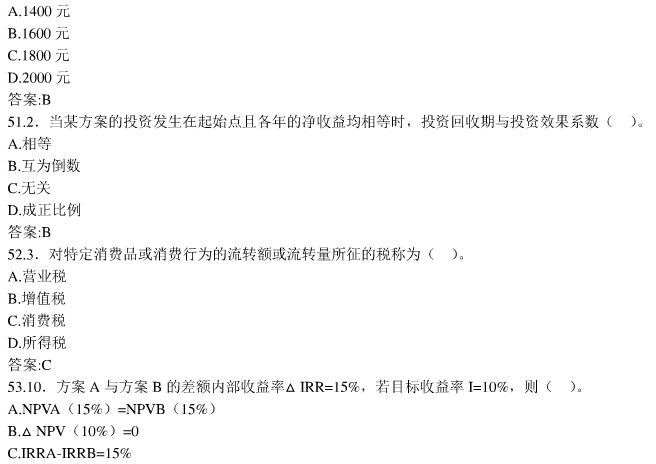 A.1400 元
B.1600 元
C.1800 元
D.2000 元
答案:B
51.2．当某方案的投资发生在起始点且各年的净收益均相等时，投资回收期与投资效果系数（ ）。
A.相等
B.互为倒数
C.无关
D.成正比例
答案:B
52.3．对特定消费品或消费行为的流转额或流转量所征的税称为（ ）。
A.营业税
B.增值税
C.消费税
D.所得税
答案:C
53.10．方案 A 与方案 B 的差额内部收益率△ IRR=15%，若目标收益率 I=10%，则（ ）。
A.NPVA（15%）=NPVB（15%）
B.△ NPV（10%）=0
C.IRRA-IRRB=15%